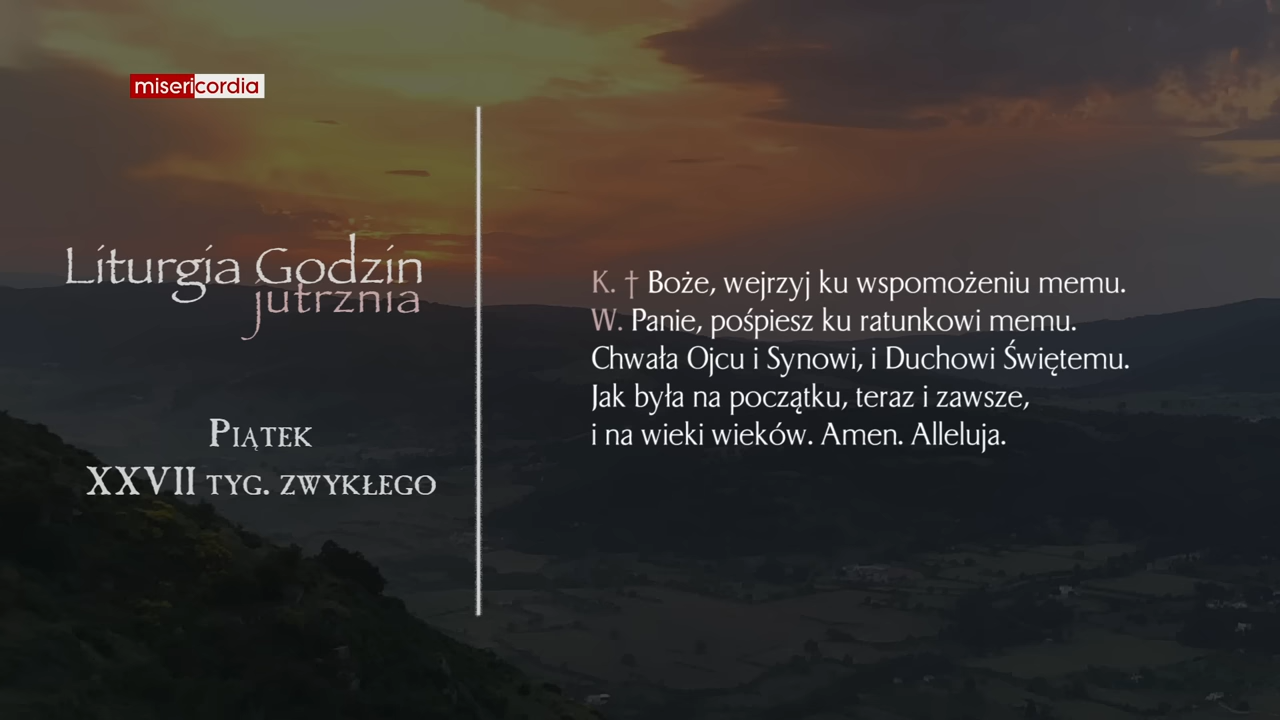 misericordia
Liturgia Godzin
jutrznia
Piątek
XXVII tyg. zwykłego
K. † Boże, wejrzyj ku wspomożeniu memu.
W. Panie, pośpiesz ku ratunkowi memu.
Chwała Ojcu i Synowi, i Duchowi Świętemu.
Jak była na początku, teraz i zawsze,
i na wieki wieków. Amen. Alleluja.